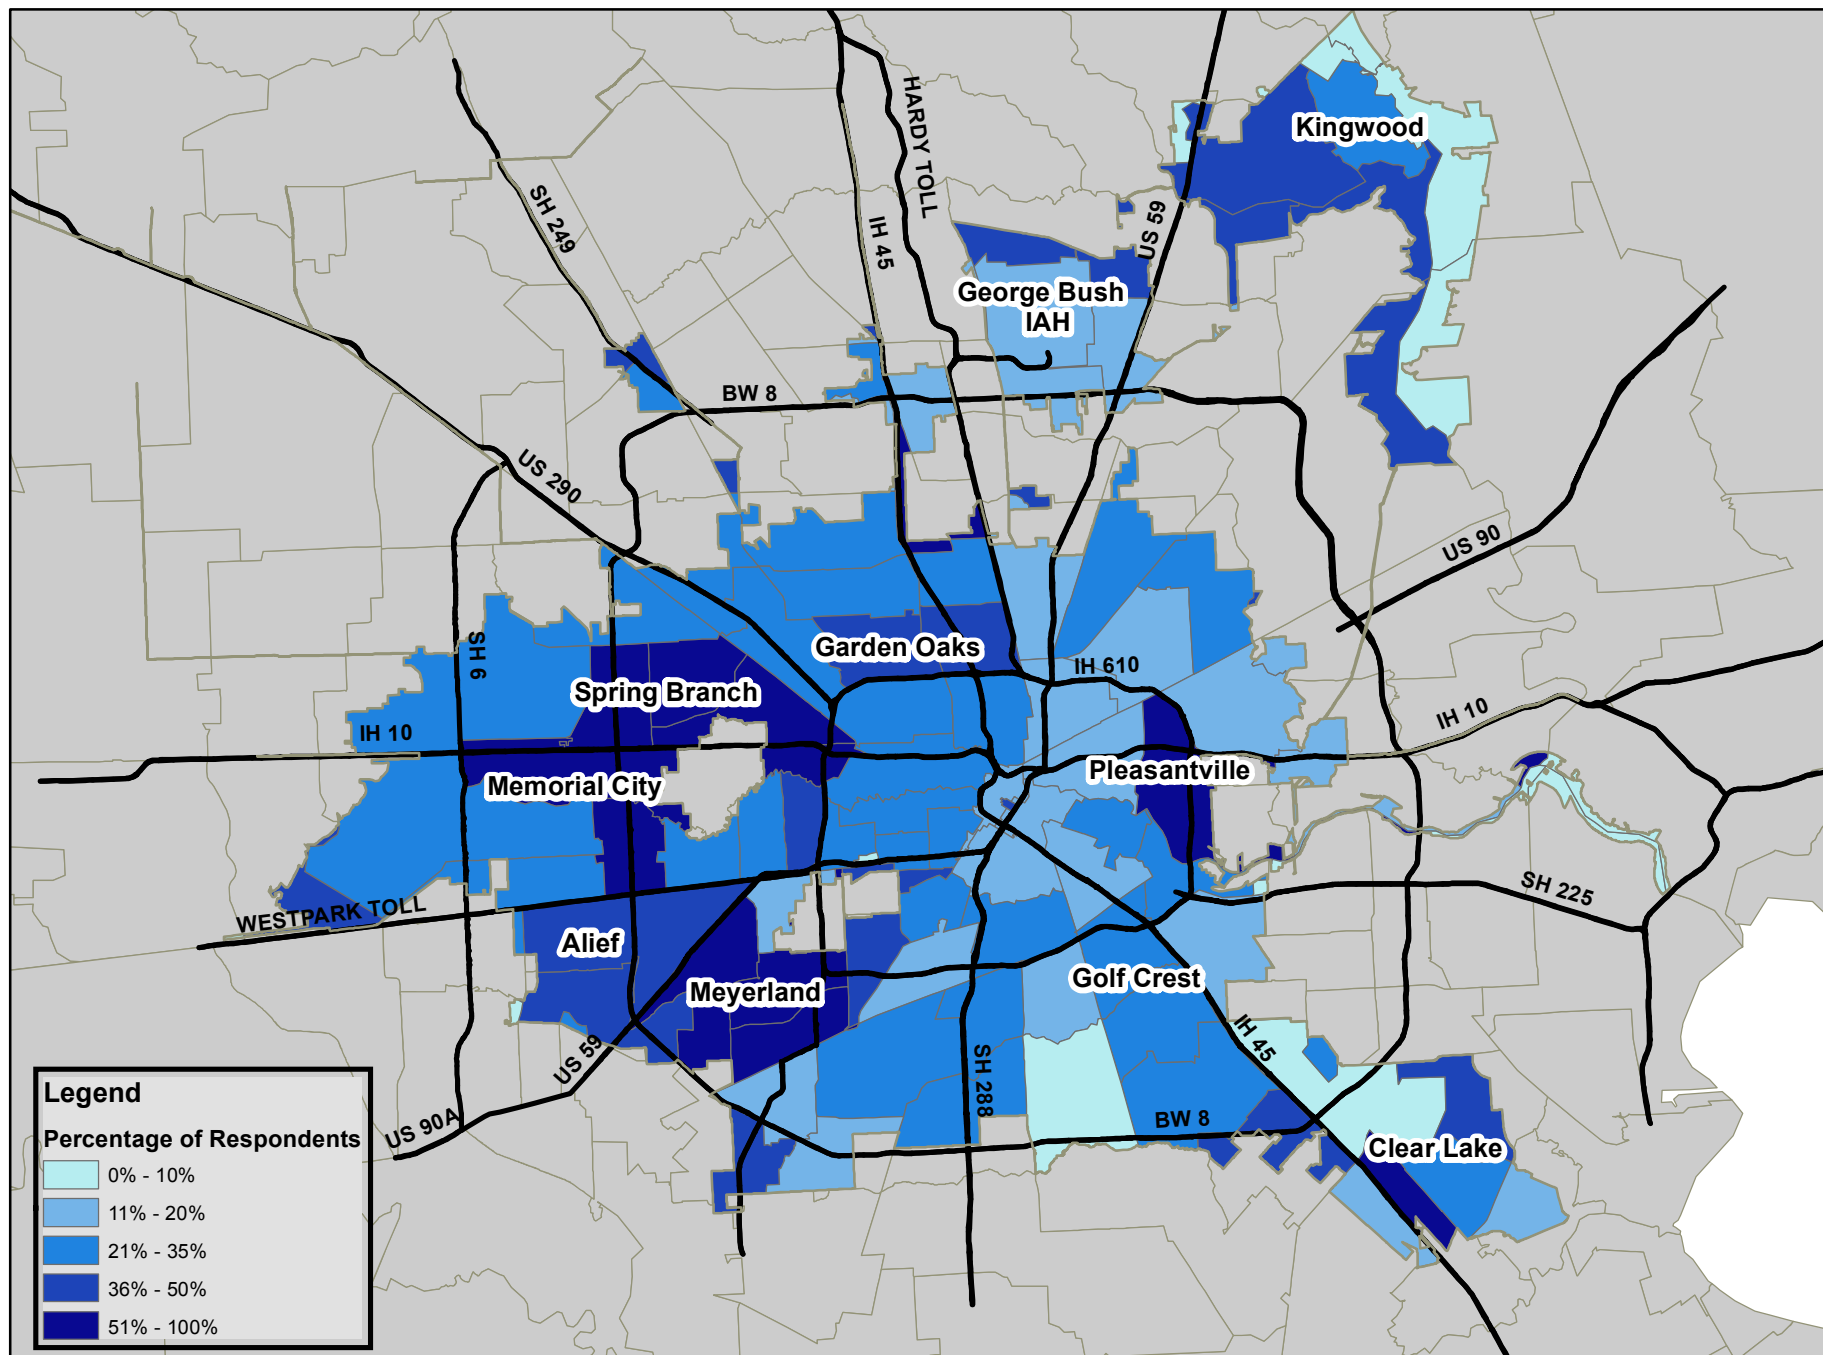 HARDY TOLL
Kingwood
SH 249
IH 45
US 59
George Bush
IAH
BW 8
US 290
US 90
SH 6
Garden Oaks
IH 610
Spring Branch
IH 10
IH 10
Memorial City
Pleasantville
SH 225
WESTPARK TOLL
Alief
Meyerland
Golf Crest
IH 45
US 59
SH 288
US 90A
BW 8
Clear Lake
Legend
Percentage of Respondents
0% - 10%
11% - 20%
21% - 35%
36% - 50%
51% - 100%